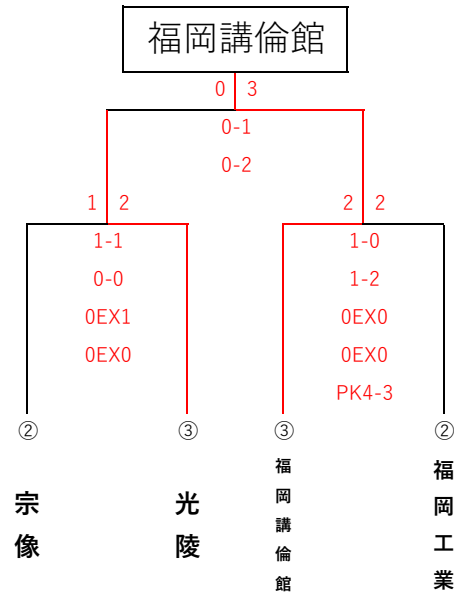 福岡講倫館
0 3
0-1
0-2
1 2
2 2
1-1
1-0
0-0
1-2
0EX1
0EX0
0EX0
0EX0
PK4-3
② ③ ③ ②
宗像
光陵
福岡講倫館
福岡工業